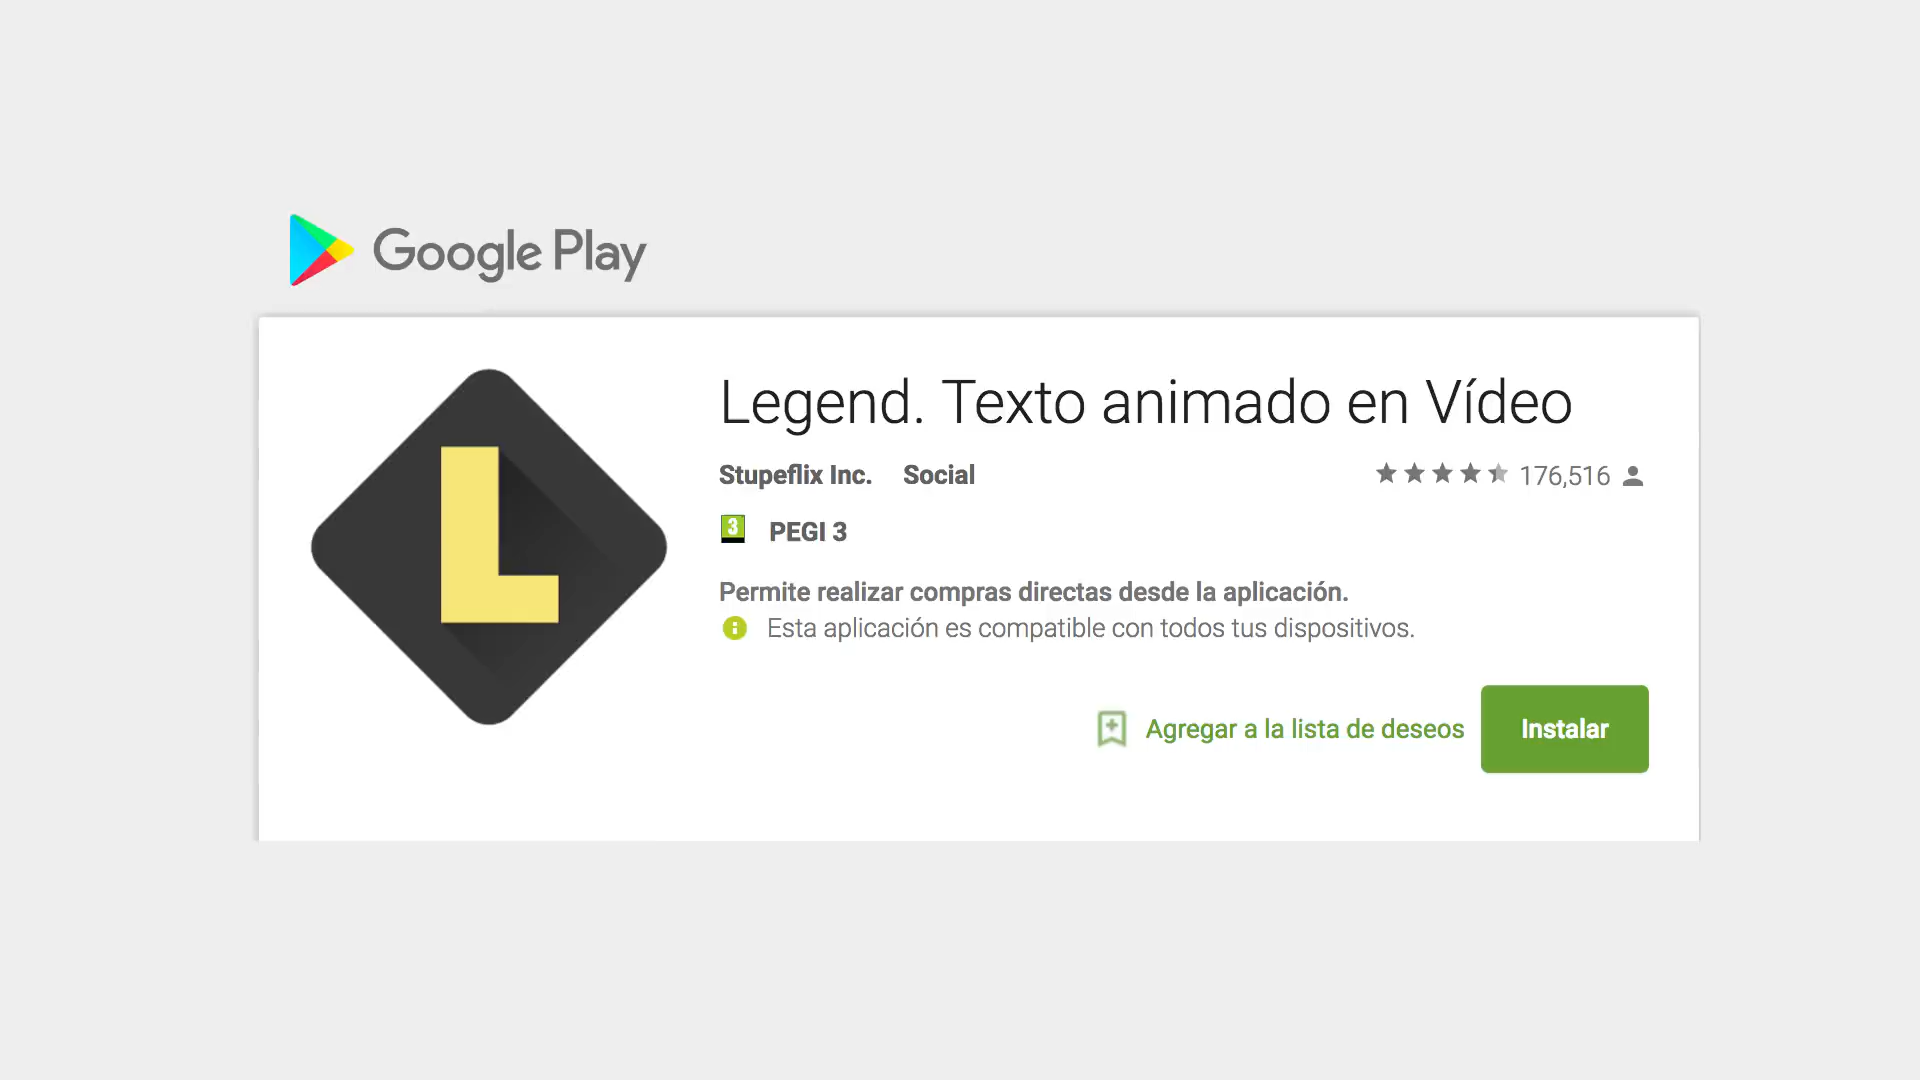 Google Play
L
Legend. Texto animado en Vídeo
Stupeflix Inc. Social 176,516
3 PEGI 3
Permite realizar compras directas desde la aplicación.
Esta aplicación es compatible con todos tus dispositivos.
Agregar a la lista de deseos Instalar